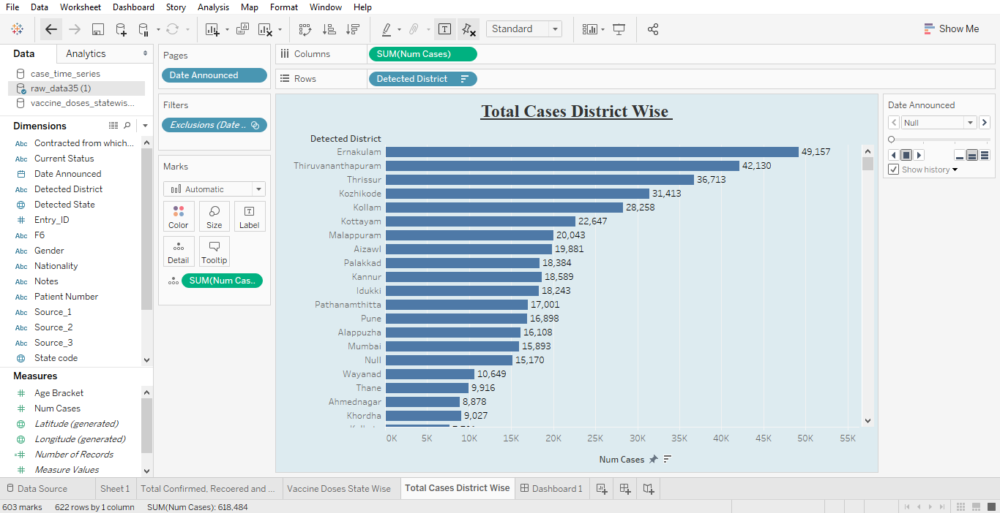 File Data Worksheet Dashboard Story Analysis Map Format Window Help
Standard
Show Me
Data Analytics
case_time_series
raw_data35 (1)
vaccine_doses_statewis...
Dimensions
Abc Contracted from which...
Abc Current Status
Date Announced
Abc Detected District
Detected State
Entry_ID
Abc F6
Abc Gender
Abc Nationality
Abc Notes
Abc Patient Number
Abc Source_1
Abc Source_2
Abc Source_3
State code
Measures
Age Bracket
Num Cases
Latitude (generated)
Longitude (generated)
Number of Records
Measure Values
Pages
Date Announced
Filters
Exclusions (Date ..
Marks
Automatic
Color Size Label
Detail Tooltip
SUM(Num Cas..
Columns SUM(Num Cases)
Rows Detected District
Total Cases District Wise
Detected District
Ernakulam 49,157
Thiruvananthapuram 42,130
Thrissur 36,713
Kozhikode 31,413
Kollam 28,258
Kottayam 22,647
Malappuram 20,043
Aizawl 19,881
Palakkad 18,384
Kannur 18,589
Idukki 18,243
Pathanamthitta 17,001
Pune 16,898
Alappuzha 16,108
Mumbai 15,893
Null 15,170
Wayanad 10,649
Thane 9,916
Ahmednagar 8,878
Khordha 9,027
0K 5K 10K 15K 20K 25K 30K 35K 40K 45K 50K 55K
Num Cases
Date Announced
Null
Show history
Data Source Sheet 1 Total Confirmed, Recoered and ... Vaccine Doses State Wise Total Cases District Wise Dashboard 1
603 marks 622 rows by 1 column SUM(Num Cases): 618,484